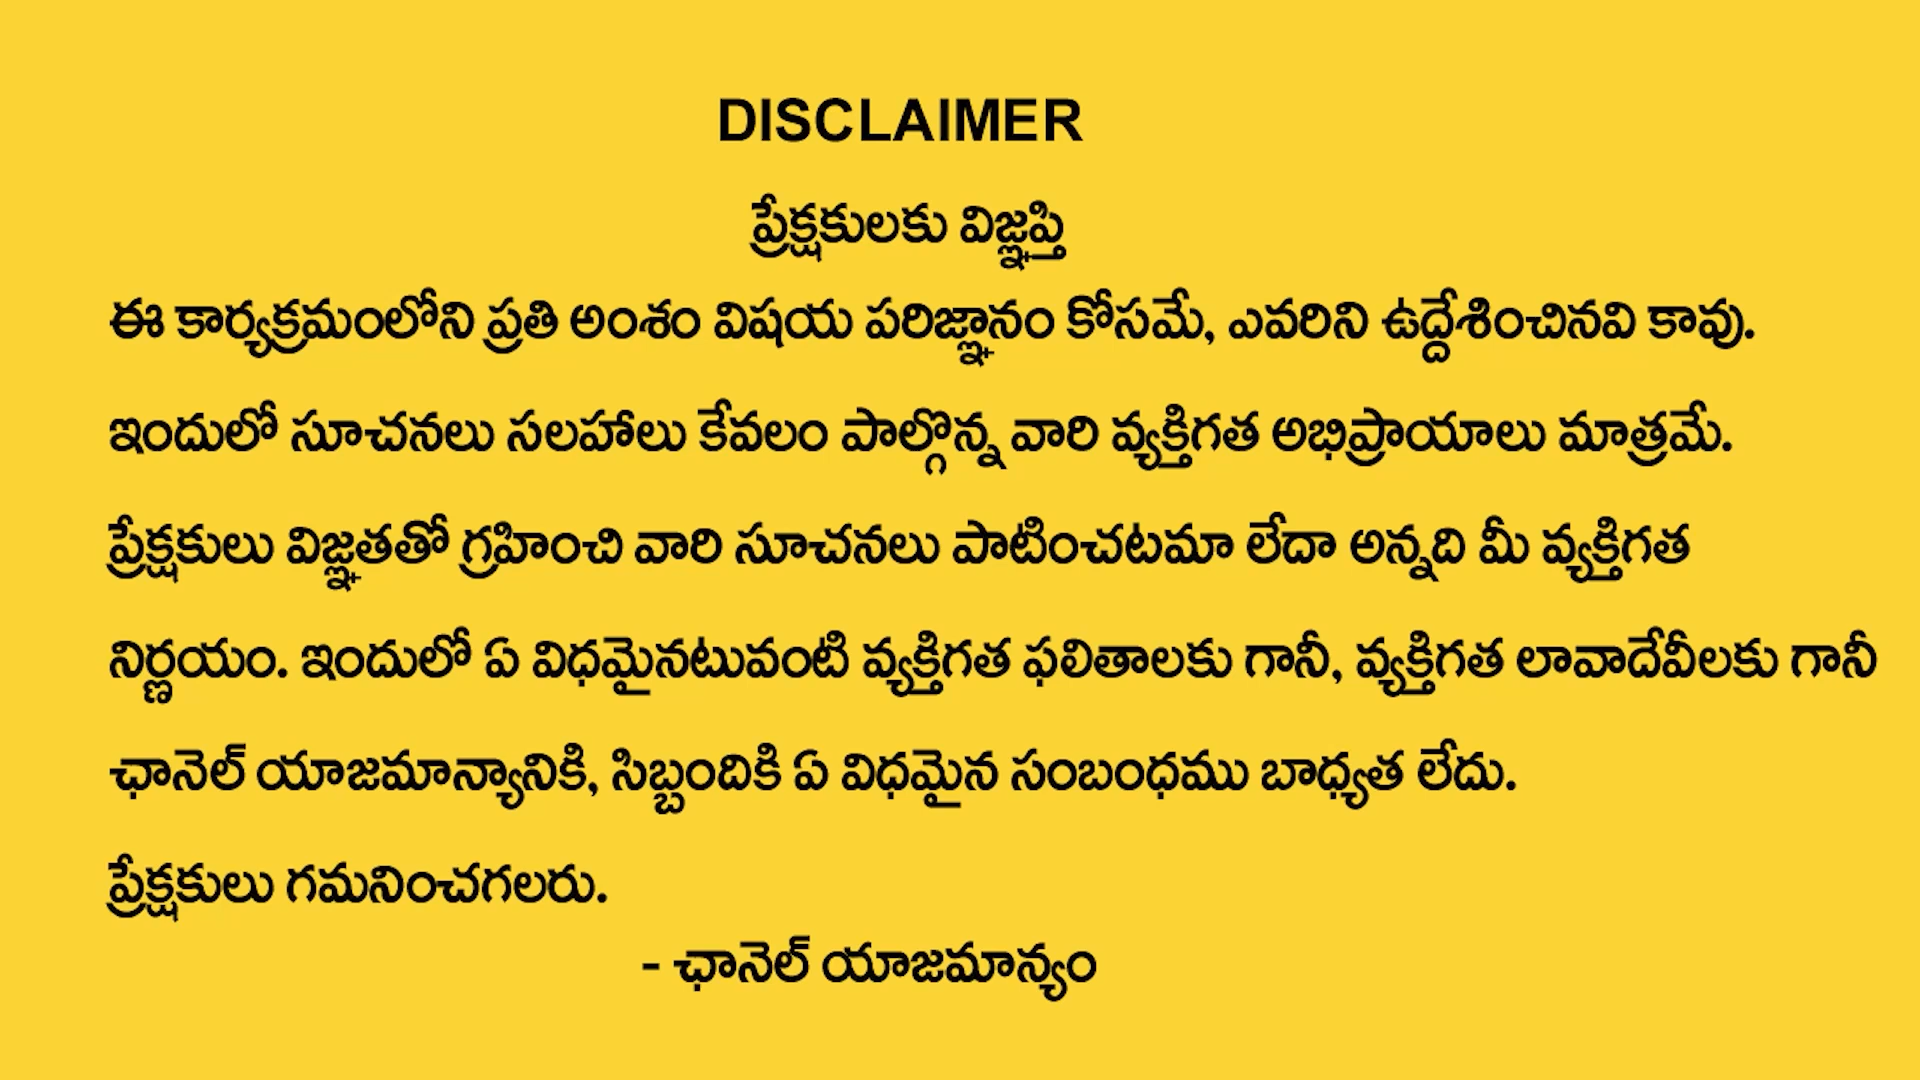 DISCLAIMER
ప్రేక్షకులకు విజ్ఞప్తి
ఈ కార్యక్రమంలోని ప్రతి అంశం విషయ పరిజ్ఞానం కోసమే, ఎవరిని ఉద్దేశించినవి కావు.
ఇందులో సూచనలు సలహాలు కేవలం పాల్గొన్న వారి వ్యక్తిగత అభిప్రాయాలు మాత్రమే.
ప్రేక్షకులు విజ్ఞతతో గ్రహించి వారి సూచనలు పాటించటమా లేదా అన్నది మీ వ్యక్తిగత
నిర్ణయం. ఇందులో ఏ విధమైనటువంటి వ్యక్తిగత ఫలితాలకు గానీ, వ్యక్తిగత లావాదేవీలకు గానీ
ఛానెల్ యాజమాన్యానికి, సిబ్బందికి ఏ విధమైన సంబంధము బాధ్యత లేదు.
ప్రేక్షకులు గమనించగలరు.
- ఛానెల్ యాజమాన్యం